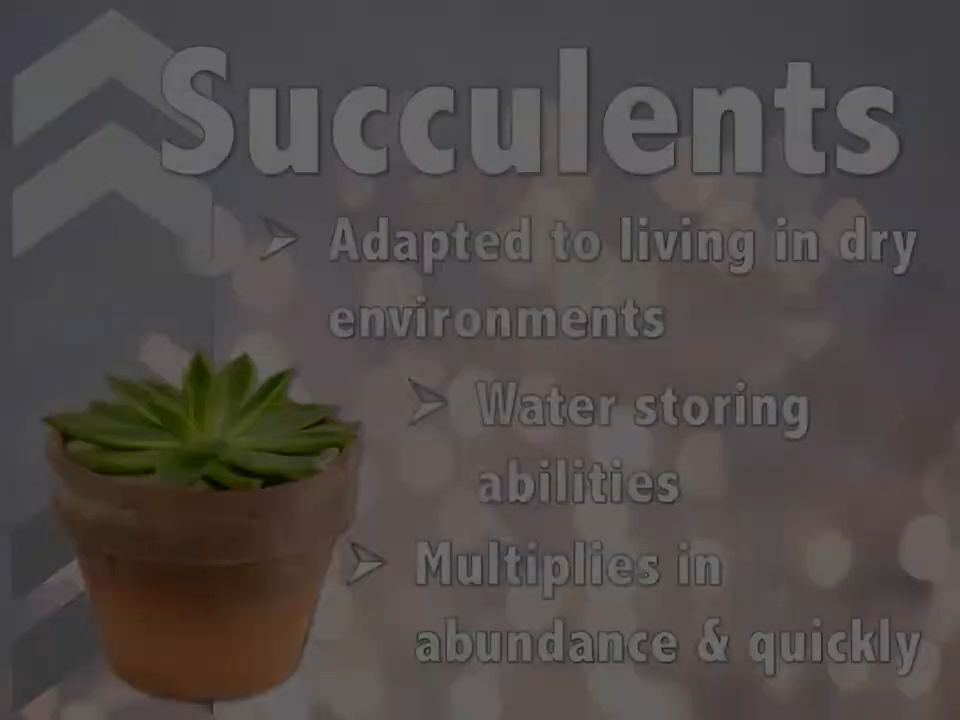 Succulents
Adapted to living in dry
environments
Water storing
abilities
Multiplies in
abundance & quickly